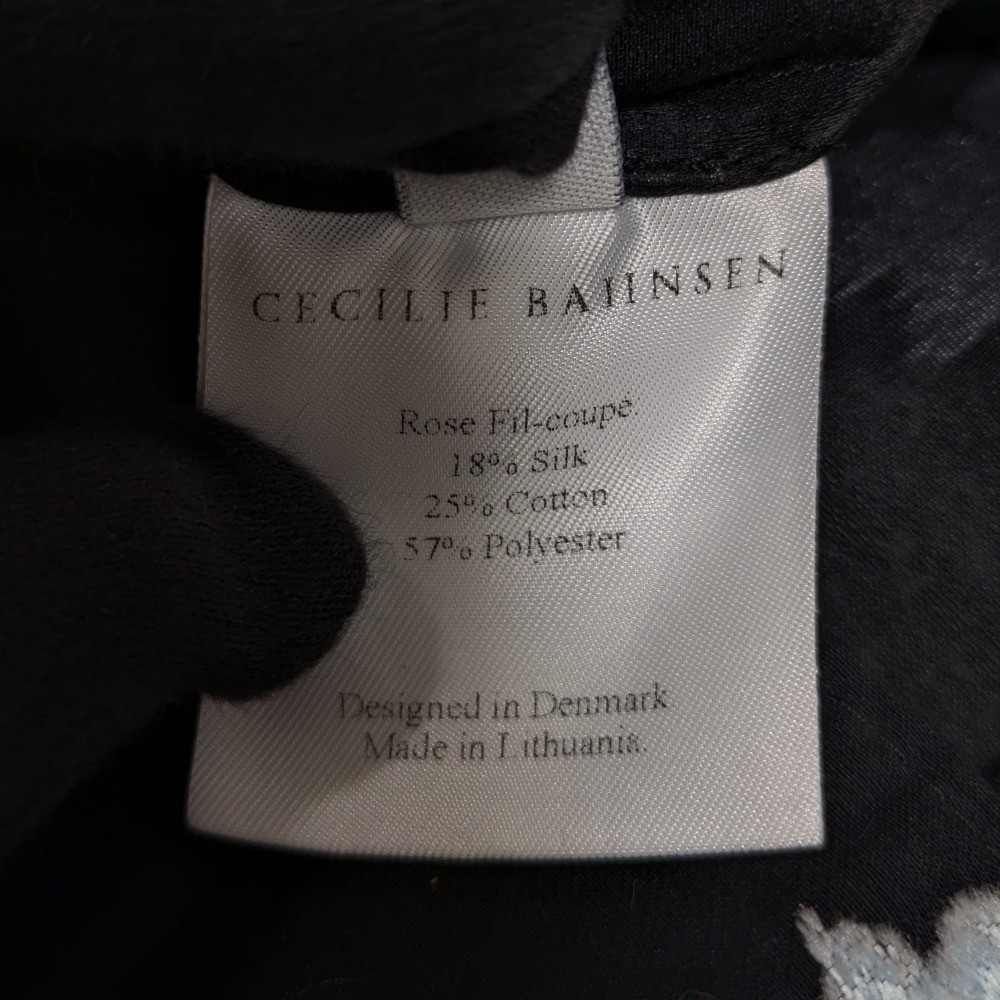 CECILIE BAHNSEN
Rose Fil-coupe
18% Silk
25% Cotton
57% Polyester
Designed in Denmark
Made in Lithuania.